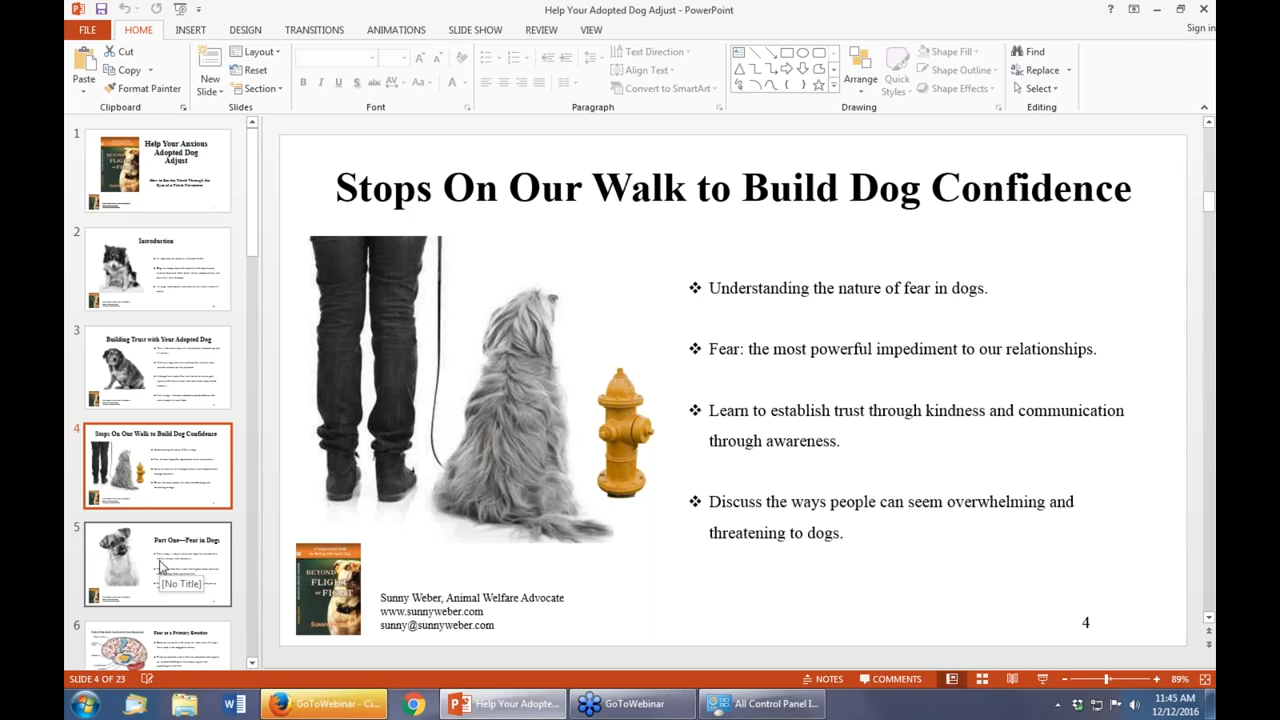 Help Your Adopted Dog Adjust - PowerPoint
Sign in
FILE
HOME
INSERT
DESIGN
TRANSITIONS
ANIMATIONS
SLIDE SHOW
REVIEW
VIEW
Paste
Cut
Copy
Format Painter
Clipboard
New Slide
Layout
Reset
Section
Slides
Font
Text Direction
Align Text
Convert to SmartArt
Paragraph
Arrange
Quick Styles
Shape Fill
Shape Outline
Shape Effects
Drawing
Find
Replace
Select
Editing
1
Help Your Anxious
Adopted Dog
Adjust
2
Introduction
3
Building Trust with Your Adopted Dog
4
Stops On Our Walk to Build Dog Confidence
5
Part One—Fear in Dogs
[No Title]
6
Fear as a Primary Emotion
Stops On Our Walk to Build Dog Confidence
❖ Understanding the nature of fear in dogs.
❖ Fear: the most powerful impediment to our relationships.
❖ Learn to establish trust through kindness and communication
through awareness.
❖ Discuss the ways people can seem overwhelming and
threatening to dogs.
BEYOND
FLIGHT
or FIGHT
Sunny Weber, Animal Welfare Advocate
www.sunnyweber.com
sunny@sunnyweber.com
4
SLIDE 4 OF 23
NOTES
COMMENTS
89%
GoToWebinar - Ci...
Help Your Adopte...
GoToWebinar
All Control Panel I...
11:45 AM
12/12/2016